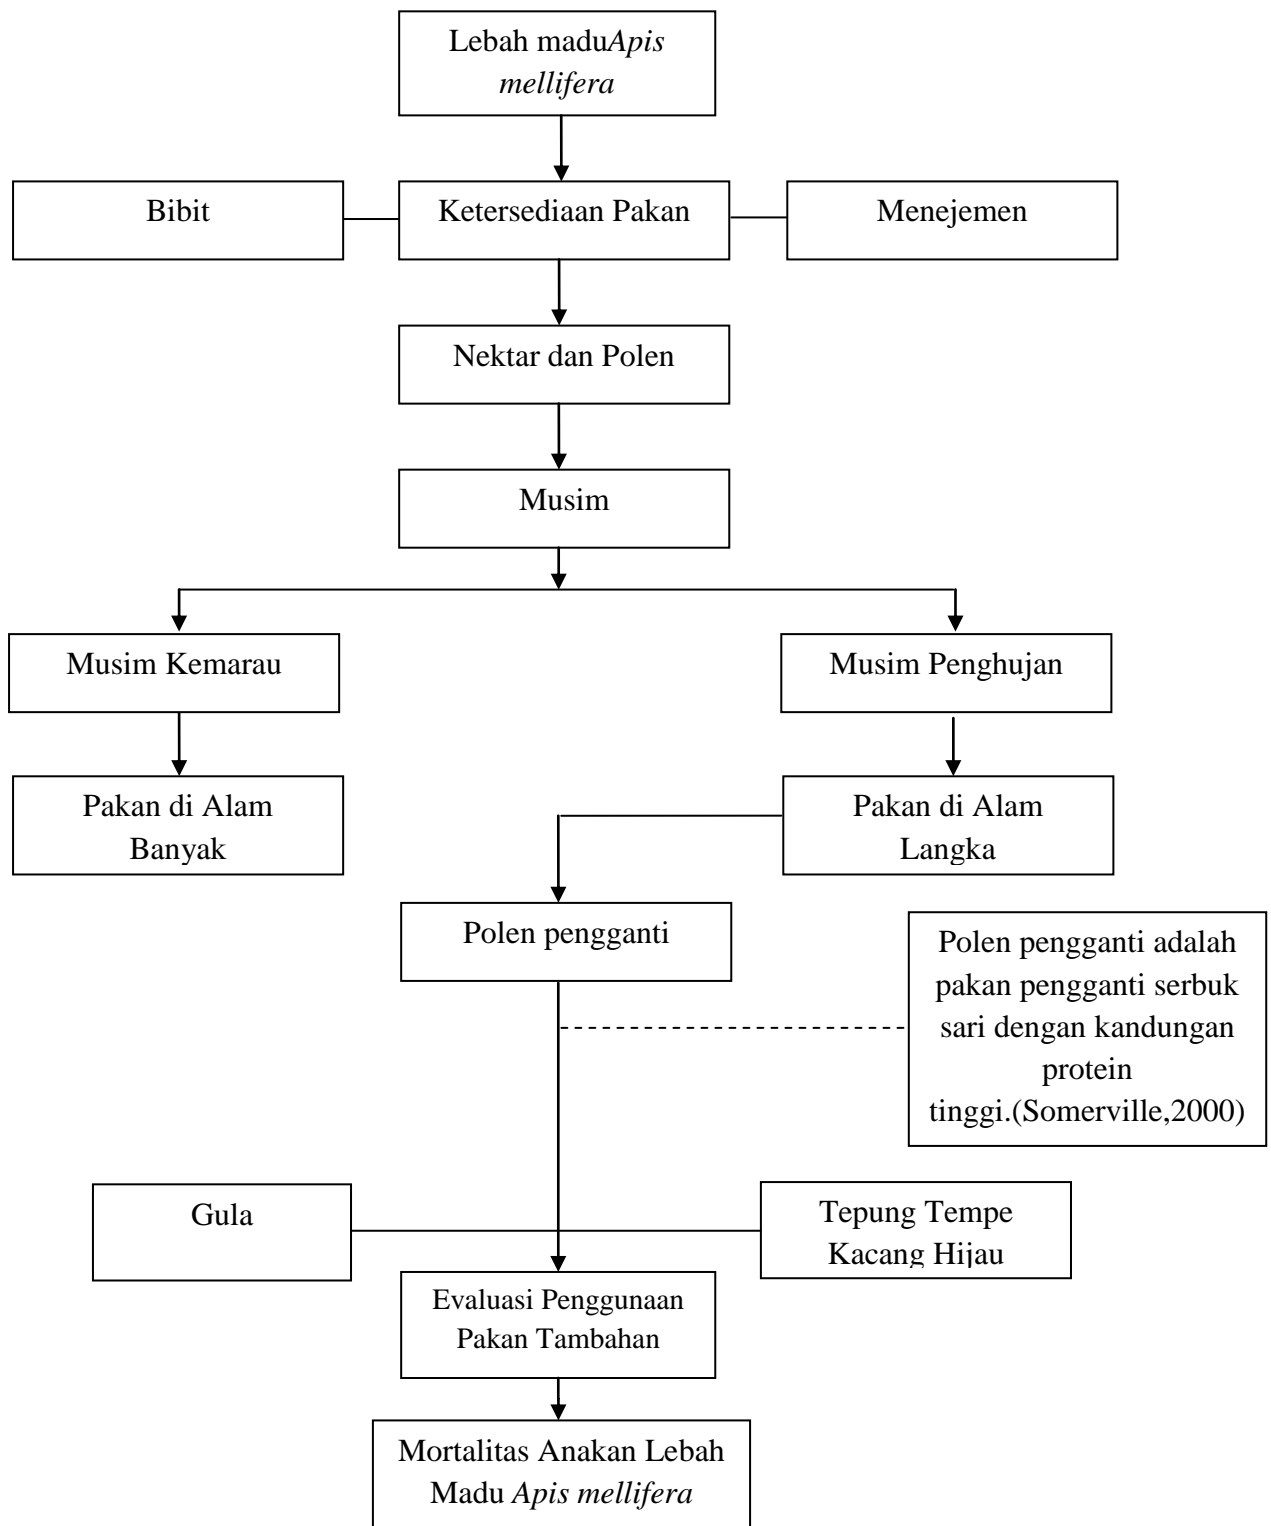 Lebah maduApis
mellifera
Bibit
Ketersediaan Pakan
Menejemen
Nektar dan Polen
Musim
Musim Kemarau
Musim Penghujan
Pakan di Alam
Banyak
Pakan di Alam
Langka
Polen pengganti
Polen pengganti adalah
pakan pengganti serbuk
sari dengan kandungan
protein
tinggi.(Somerville,2000)
Gula
Tepung Tempe
Kacang Hijau
Evaluasi Penggunaan
Pakan Tambahan
Mortalitas Anakan Lebah
Madu Apis mellifera